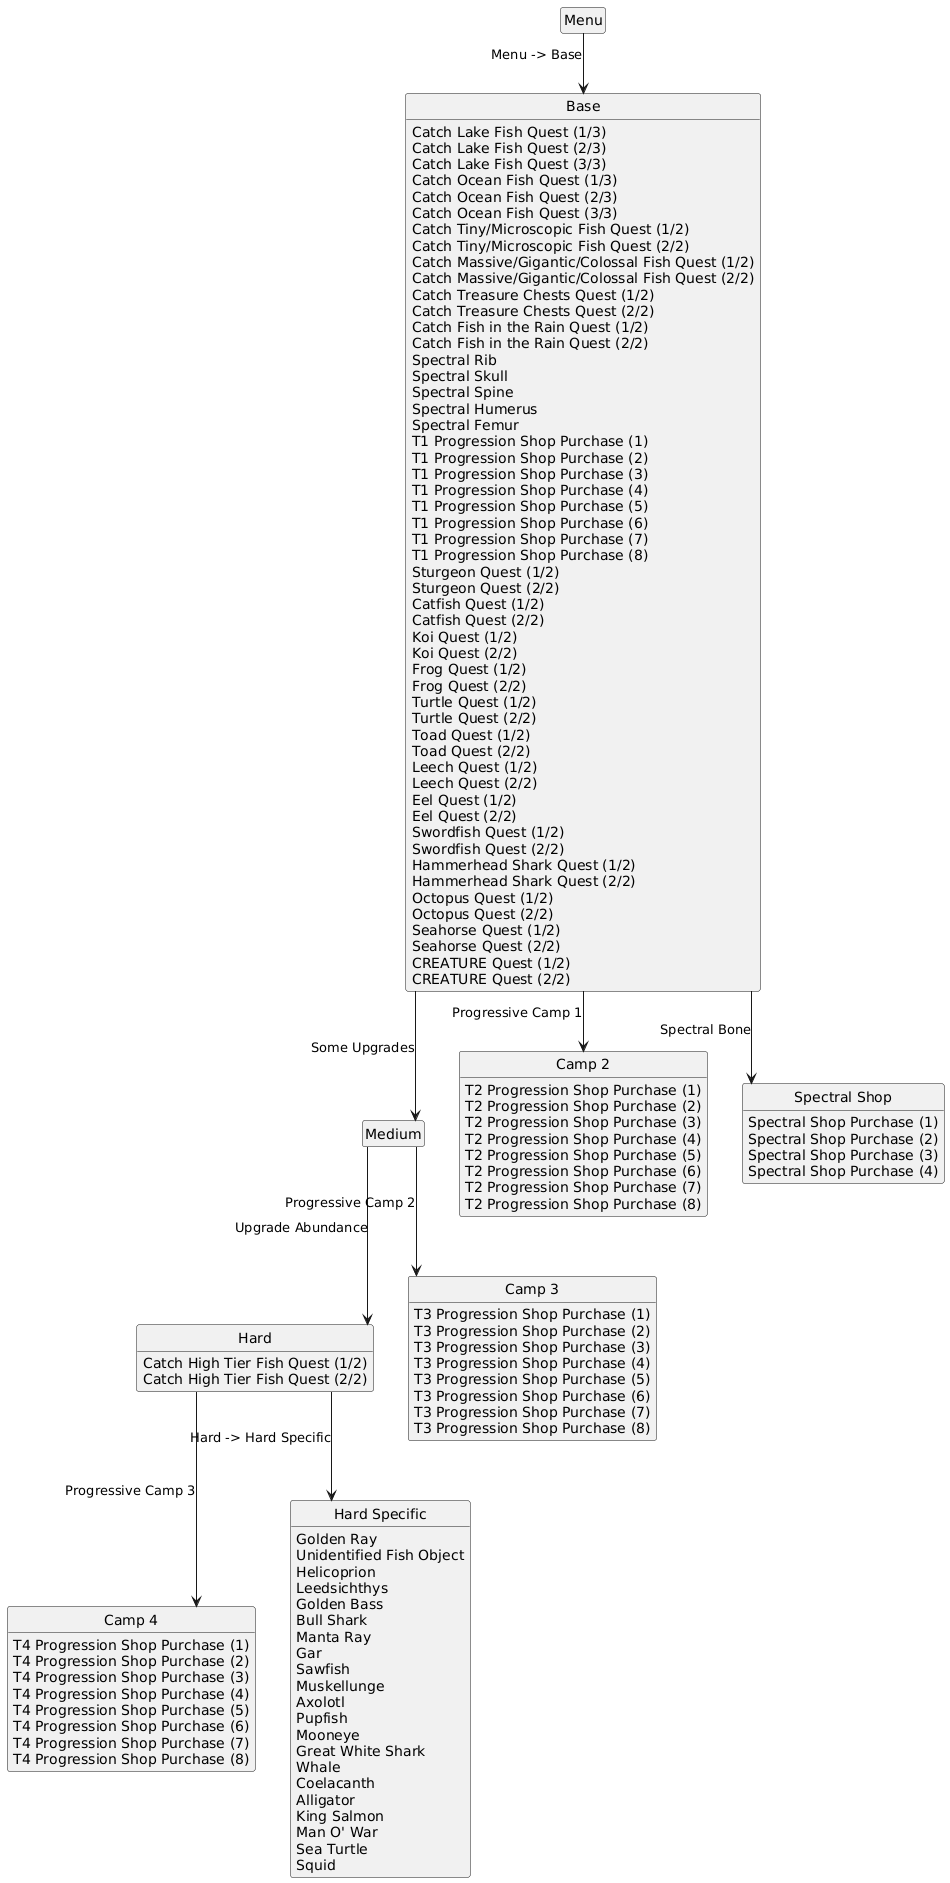 Menu
Menu -> Base
Base
Catch Lake Fish Quest (1/3)
Catch Lake Fish Quest (2/3)
Catch Lake Fish Quest (3/3)
Catch Ocean Fish Quest (1/3)
Catch Ocean Fish Quest (2/3)
Catch Ocean Fish Quest (3/3)
Catch Tiny/Microscopic Fish Quest (1/2)
Catch Tiny/Microscopic Fish Quest (2/2)
Catch Massive/Gigantic/Colossal Fish Quest (1/2)
Catch Massive/Gigantic/Colossal Fish Quest (2/2)
Catch Treasure Chests Quest (1/2)
Catch Treasure Chests Quest (2/2)
Catch Fish in the Rain Quest (1/2)
Catch Fish in the Rain Quest (2/2)
Spectral Rib
Spectral Skull
Spectral Spine
Spectral Humerus
Spectral Femur
T1 Progression Shop Purchase (1)
T1 Progression Shop Purchase (2)
T1 Progression Shop Purchase (3)
T1 Progression Shop Purchase (4)
T1 Progression Shop Purchase (5)
T1 Progression Shop Purchase (6)
T1 Progression Shop Purchase (7)
T1 Progression Shop Purchase (8)
Sturgeon Quest (1/2)
Sturgeon Quest (2/2)
Catfish Quest (1/2)
Catfish Quest (2/2)
Koi Quest (1/2)
Koi Quest (2/2)
Frog Quest (1/2)
Frog Quest (2/2)
Turtle Quest (1/2)
Turtle Quest (2/2)
Toad Quest (1/2)
Toad Quest (2/2)
Leech Quest (1/2)
Leech Quest (2/2)
Eel Quest (1/2)
Eel Quest (2/2)
Swordfish Quest (1/2)
Swordfish Quest (2/2)
Hammerhead Shark Quest (1/2)
Hammerhead Shark Quest (2/2)
Octopus Quest (1/2)
Octopus Quest (2/2)
Seahorse Quest (1/2)
Seahorse Quest (2/2)
CREATURE Quest (1/2)
CREATURE Quest (2/2)
Some Upgrades
Progressive Camp 1
Spectral Bone
Camp 2
T2 Progression Shop Purchase (1)
T2 Progression Shop Purchase (2)
T2 Progression Shop Purchase (3)
T2 Progression Shop Purchase (4)
T2 Progression Shop Purchase (5)
T2 Progression Shop Purchase (6)
T2 Progression Shop Purchase (7)
T2 Progression Shop Purchase (8)
Spectral Shop
Spectral Shop Purchase (1)
Spectral Shop Purchase (2)
Spectral Shop Purchase (3)
Spectral Shop Purchase (4)
Medium
Progressive Camp 2
Upgrade Abundance
Camp 3
T3 Progression Shop Purchase (1)
T3 Progression Shop Purchase (2)
T3 Progression Shop Purchase (3)
T3 Progression Shop Purchase (4)
T3 Progression Shop Purchase (5)
T3 Progression Shop Purchase (6)
T3 Progression Shop Purchase (7)
T3 Progression Shop Purchase (8)
Hard
Catch High Tier Fish Quest (1/2)
Catch High Tier Fish Quest (2/2)
Hard -> Hard Specific
Progressive Camp 3
Hard Specific
Golden Ray
Unidentified Fish Object
Helicoprion
Leedsichthys
Golden Bass
Bull Shark
Manta Ray
Gar
Sawfish
Muskellunge
Axolotl
Pupfish
Mooneye
Great White Shark
Whale
Coelacanth
Alligator
King Salmon
Man O' War
Sea Turtle
Squid
Camp 4
T4 Progression Shop Purchase (1)
T4 Progression Shop Purchase (2)
T4 Progression Shop Purchase (3)
T4 Progression Shop Purchase (4)
T4 Progression Shop Purchase (5)
T4 Progression Shop Purchase (6)
T4 Progression Shop Purchase (7)
T4 Progression Shop Purchase (8)